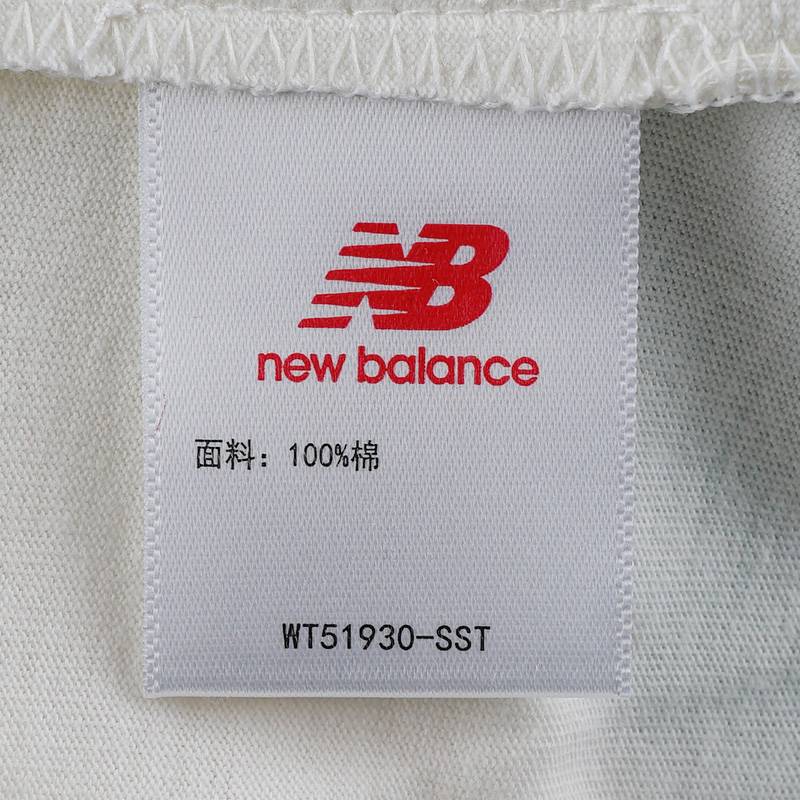 NB
new balance
面料：100%棉
WT51930-SST